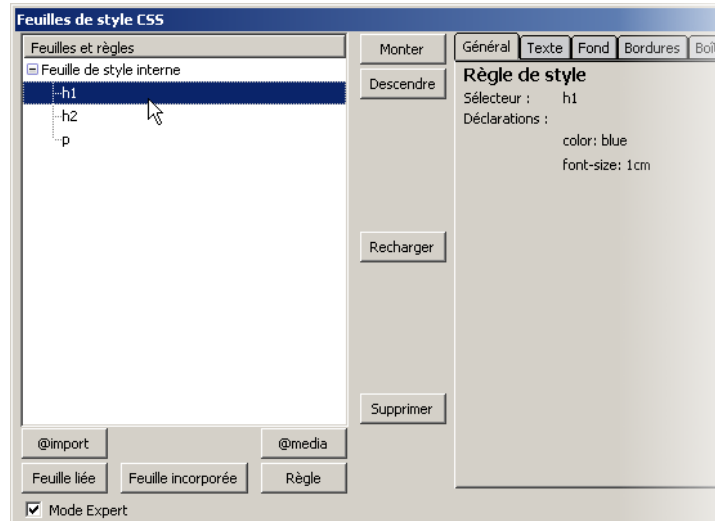 Feuilles de style CSS
Feuilles et règles
Feuille de style interne
h1
h2
p
Monter
Descendre
Recharger
Supprimer
@import
@media
Feuille liée
Feuille incorporée
Règle
Mode Expert
Général
Texte
Fond
Bordures
Règle de style
Sélecteur : h1
Déclarations :
color: blue
font-size: 1cm